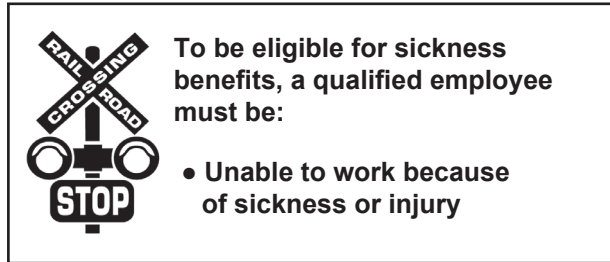 RAIL ROAD
CROSSING
STOP
To be eligible for sickness
benefits, a qualified employee
must be:
● Unable to work because
of sickness or injury